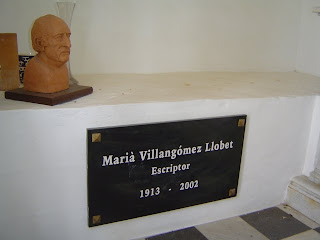 Marià Villangómez Llobet
Escriptor
1913 - 2002